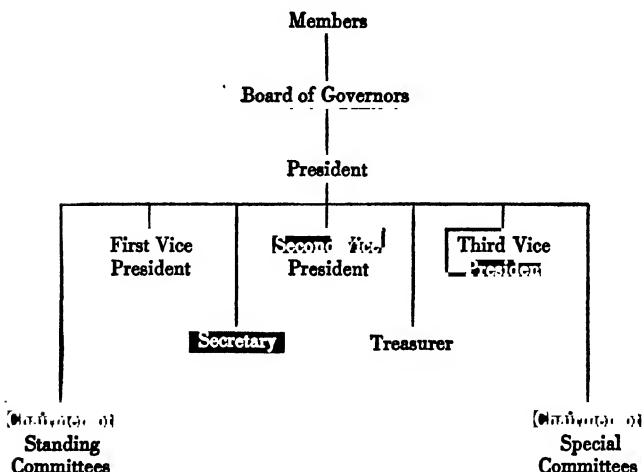 Members
Board of Governors
President
First Vice
President
Second Vice
President
Third Vice
President
Secretary
Treasurer
Standing
Committees
Special
Committees